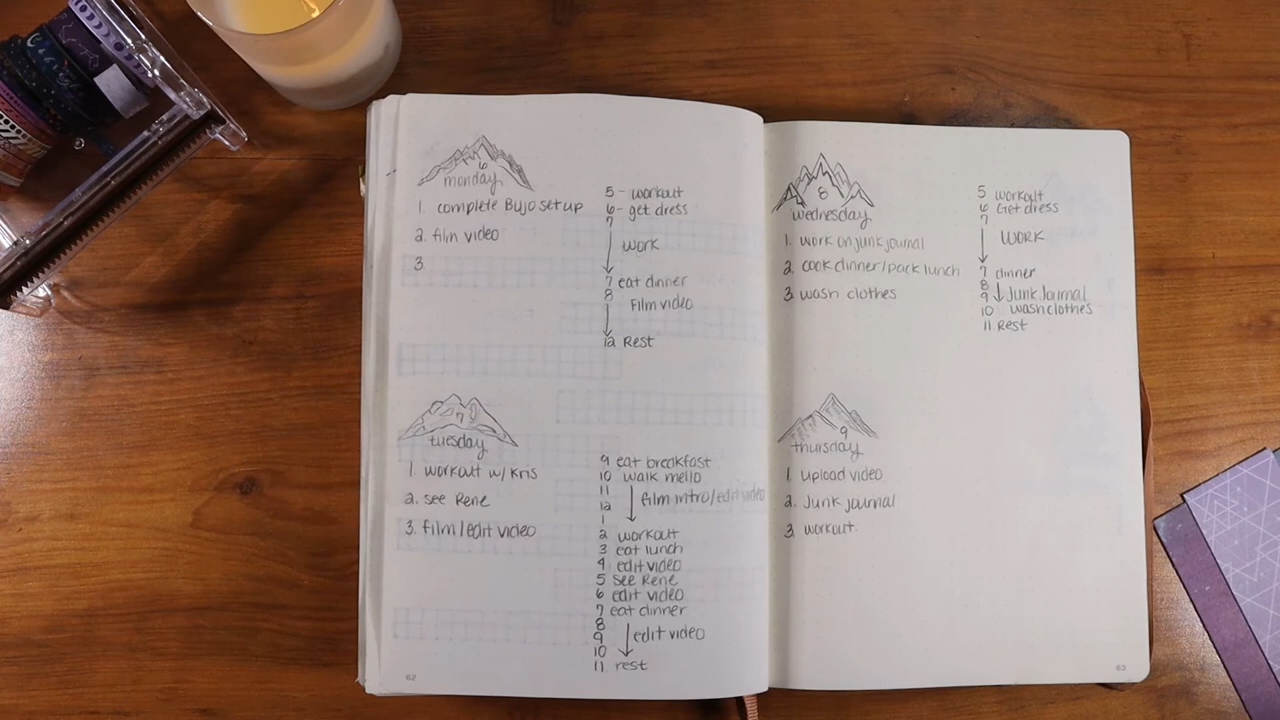 6
monday
1. complete Bujo set up
2. film video
3.
5 - workout
6 - get dress
7
work
7 eat dinner
8
Film video
12 Rest
7
tuesday
1. workout w/ Kris
2. see Rene
3. film/edit video
9 eat breakfast
10 walk mello
11
film intro/edit video
12
1
2 workout
3 eat lunch
4 edit video
5 see Rene
6 edit video
7 eat dinner
8
9 edit video
10
11 rest
62
8
wednesday
1. work on junk journal
2. cook dinner/pack lunch
3. wash clothes
5 workout
6 Get dress
7
WORK
7 dinner
8
9 Junk Journal
10 wash clothes
11 Rest
9
thursday
1. upload video
2. Junk journal
3. workout.
63